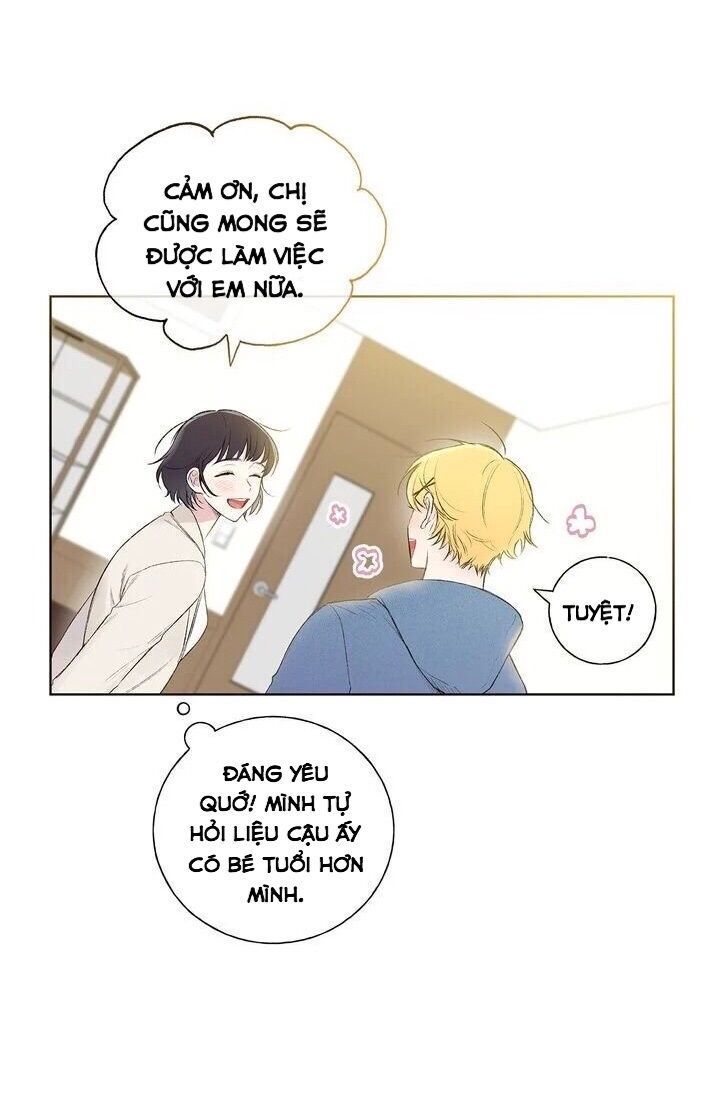 CẢM ƠN, CHỊ
CŨNG MONG SẼ
ĐƯỢC LÀM VIỆC
VỚI EM NỮA.
TUYỆT!
ĐÁNG YÊU
QUỚ! MÌNH TỰ
HỎI LIỆU CẬU ẤY
CÓ BÉ TUỔI HƠN
MÌNH.